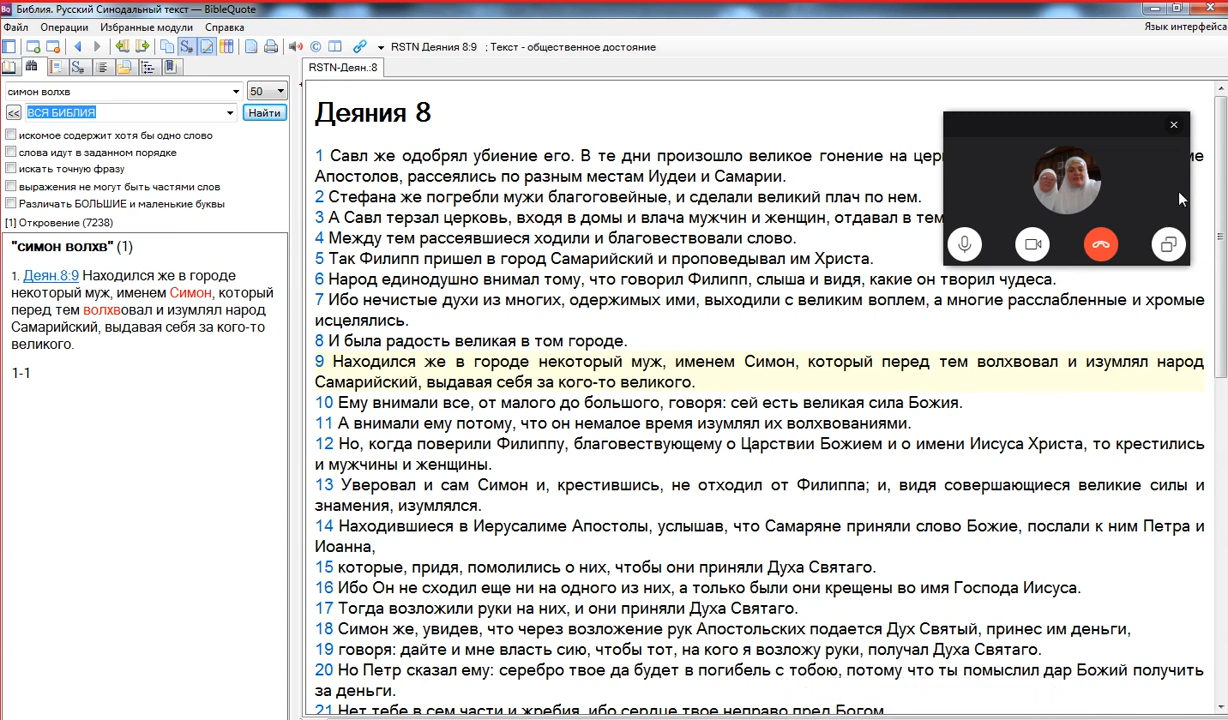 Библия. Русский Синодальный текст — BibleQuote
Файл Операции Избранные модули Справка
Язык интерфейса
RSTN Деяния 8:9 ; Текст - общественное достояние
симон волхв 50
<< ВСЯ БИБЛИЯ Найти
искомое содержит хотя бы одно слово
слова идут в заданном порядке
искать точную фразу
выражения не могут быть частями слов
Различать БОЛЬШИЕ и маленькие буквы
[1] Откровение (7238)
"симон волхв" (1)
1. Деян.8:9 Находился же в городе
некоторый муж, именем Симон, который
перед тем волхвовал и изумлял народ
Самарийский, выдавая себя за кого-то
великого.
1-1
RSTN-Деян.:8
Деяния 8
1 Савл же одобрял убиение его. В те дни произошло великое гонение на
Апостолов, рассеялись по разным местам Иудеи и Самарии.
2 Стефана же погребли мужи благоговейные, и сделали великий плач по нем.
3 А Савл терзал церковь, входя в домы и влача мужчин и женщин, отдавал в
4 Между тем рассеявшиеся ходили и благовествовали слово.
5 Так Филипп пришел в город Самарийский и проповедывал им Христа.
6 Народ единодушно внимал тому, что говорил Филипп, слыша и видя, какие он творил чудеса.
7 Ибо нечистые духи из многих, одержимых ими, выходили с великим воплем, а многие расслабленные и хромые
исцелялись.
8 И была радость великая в том городе.
9 Находился же в городе некоторый муж, именем Симон, который перед тем волхвовал и изумлял народ
Самарийский, выдавая себя за кого-то великого.
10 Ему внимали все, от малого до большого, говоря: сей есть великая сила Божия.
11 А внимали ему потому, что он немалое время изумлял их волхвованиями.
12 Но, когда поверили Филиппу, благовествующему о Царствии Божием и о имени Иисуса Христа, то крестились
и мужчины и женщины.
13 Уверовал и сам Симон и, крестившись, не отходил от Филиппа; и, видя совершающиеся великие силы и
знамения, изумлялся.
14 Находившиеся в Иерусалиме Апостолы, услышав, что Самаряне приняли слово Божие, послали к ним Петра и
Иоанна,
15 которые, придя, помолились о них, чтобы они приняли Духа Святаго.
16 Ибо Он не сходил еще ни на одного из них, а только были они крещены во имя Господа Иисуса.
17 Тогда возложили руки на них, и они приняли Духа Святаго.
18 Симон же, увидев, что через возложение рук Апостольских подается Дух Святый, принес им деньги,
19 говоря: дайте и мне власть сию, чтобы тот, на кого я возложу руки, получал Духа Святаго.
20 Но Петр сказал ему: серебро твое да будет в погибель с тобою, потому что ты помыслил дар Божий получить
за деньги.
21 Нет тебе в сем части и жребия, ибо сердце твое неправо пред Богом.